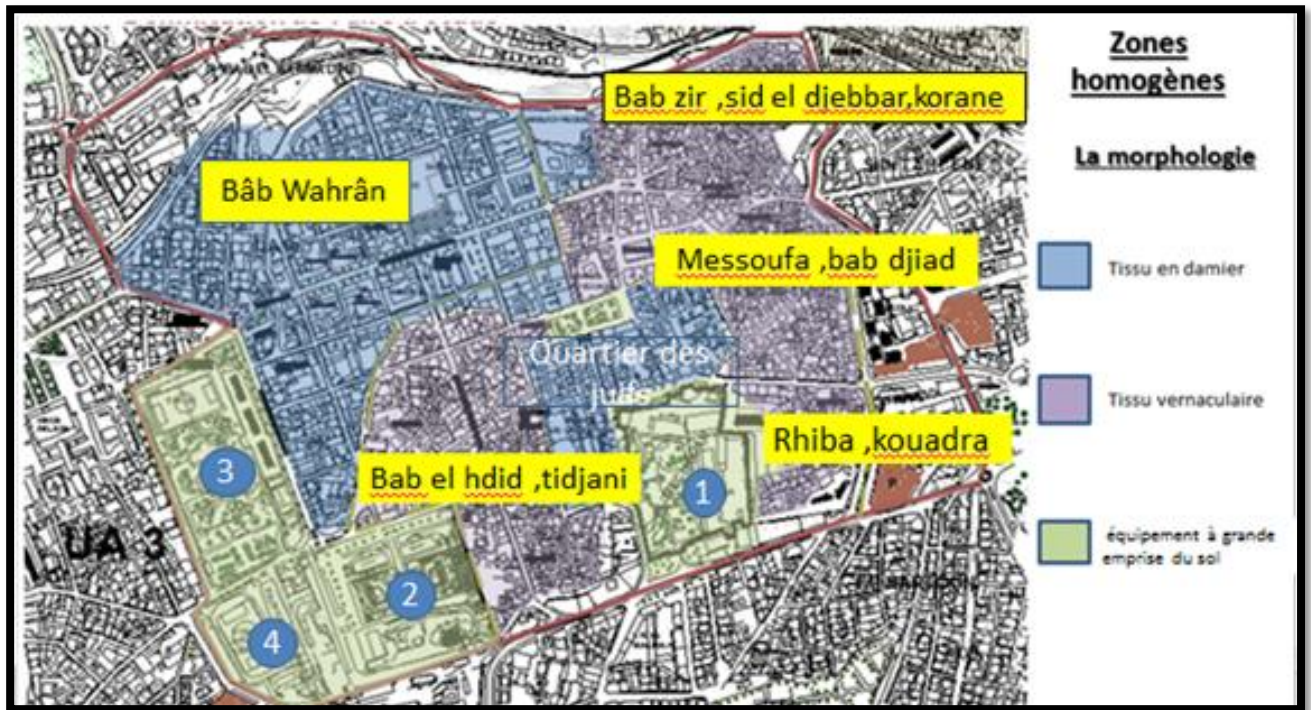 Zones
homogènes
La morphologie
Bab zir ,sid el djebbar,korane
Bâb Wahrân
Messoufa ,bab djiad
Tissu en damier
Quartier des
juifs
Tissu vernaculaire
Rhiba ,kouadra
Bab el hdid ,tidjani
3
1
UA 3
équipement à grande
emprise du sol
2
4